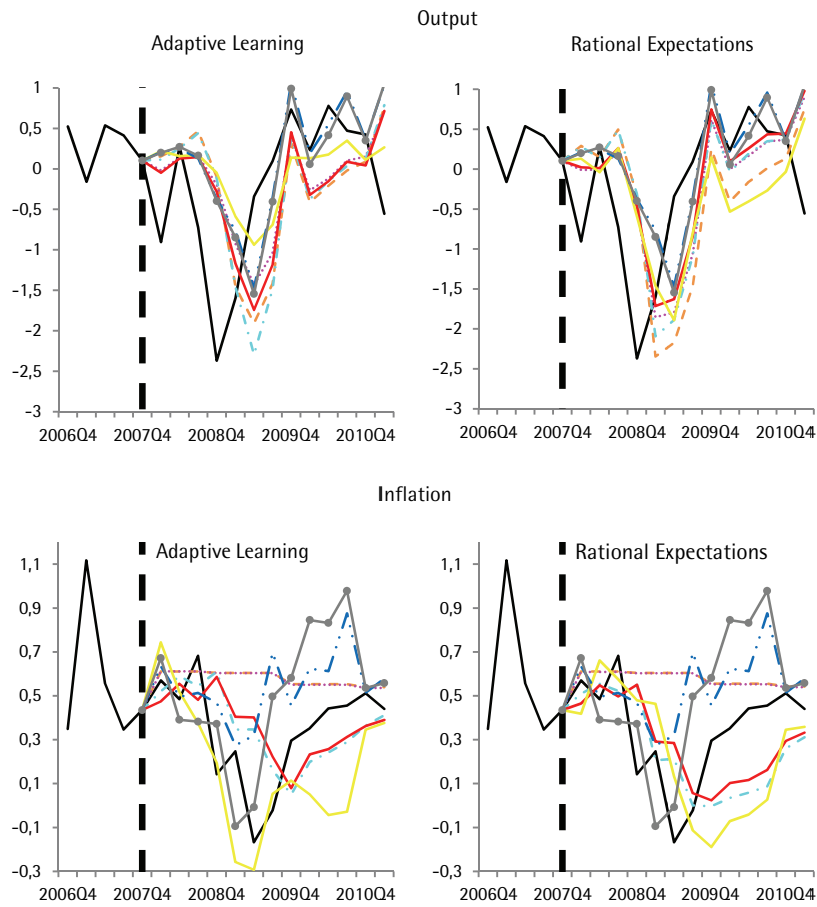 Output
Adaptive Learning Rational Expectations
1 1
0,5 0,5
0 0
-0,5 -0,5
-1 -1
-1,5 -1,5
-2 -2
-2,5 -2,5
-3 -3
2006Q4 2007Q4 2008Q4 2009Q4 2010Q4 2006Q4 2007Q4 2008Q4 2009Q4 2010Q4
Inflation
Adaptive Learning Rational Expectations
1,1 1,1
0,9 0,9
0,7 0,7
0,5 0,5
0,3 0,3
0,1 0,1
-0,1 -0,1
-0,3 -0,3
2006Q4 2007Q4 2008Q4 2009Q4 2010Q4 2006Q4 2007Q4 2008Q4 2009Q4 2010Q4